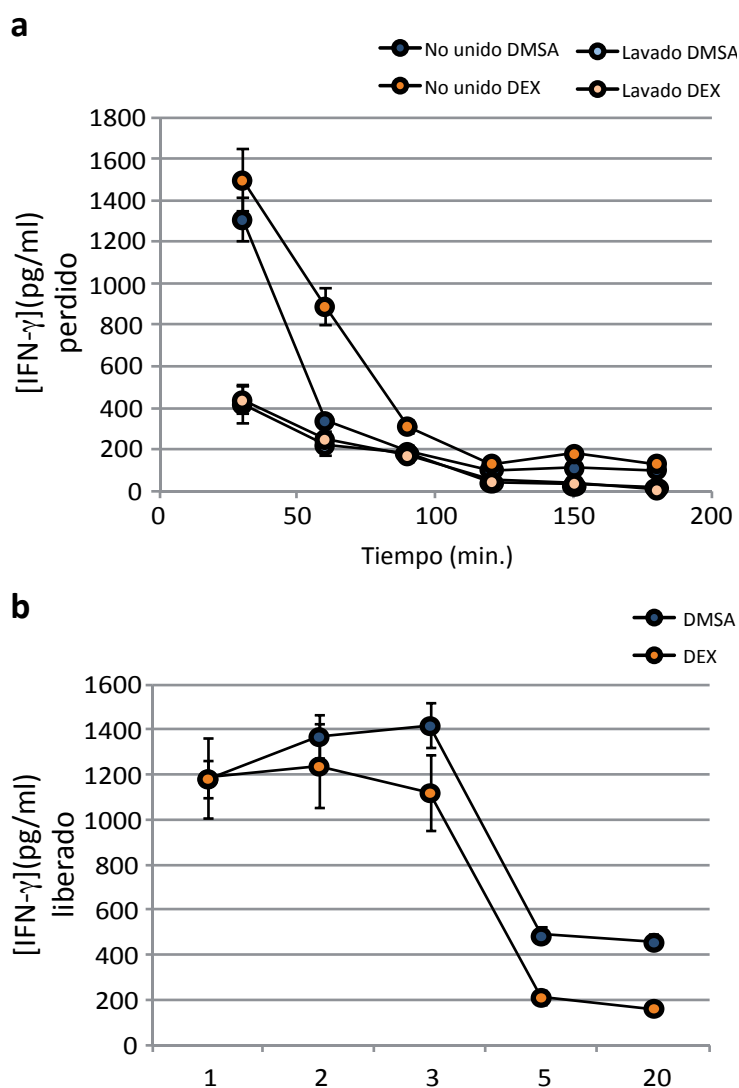 a
No unido DMSA
Lavado DMSA
No unido DEX
Lavado DEX
1800
1600
1400
1200
1000
800
600
400
200
0
0
50
100
150
200
[IFN-γ](pg/ml)
perdido
Tiempo (min.)
b
DMSA
DEX
1600
1400
1200
1000
800
600
400
200
0
1
2
3
5
20
[IFN-γ](pg/ml)
liberado